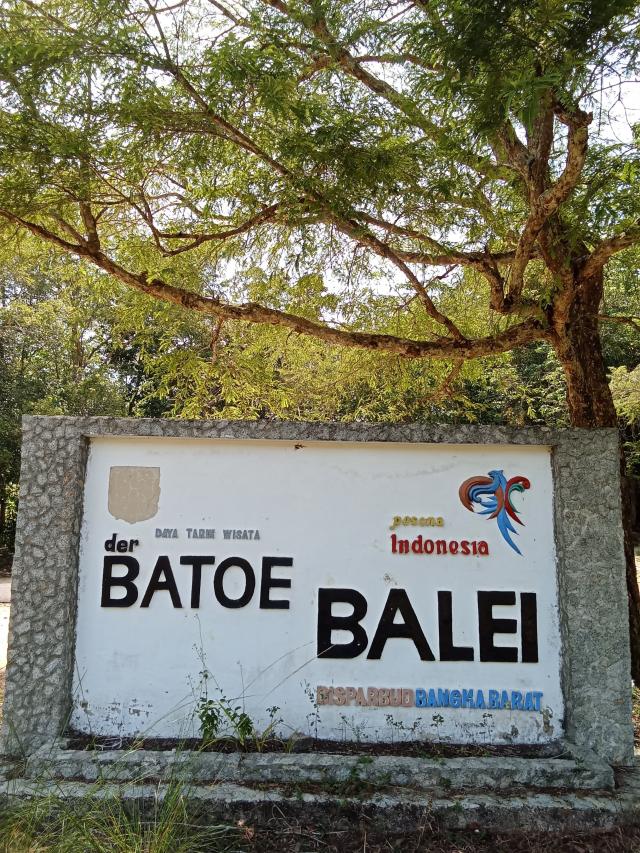 DAYA TARIK WISATA
der
BATOE
pesona
Indonesia
BALEI
DISPARBUD BANGKA BARAT